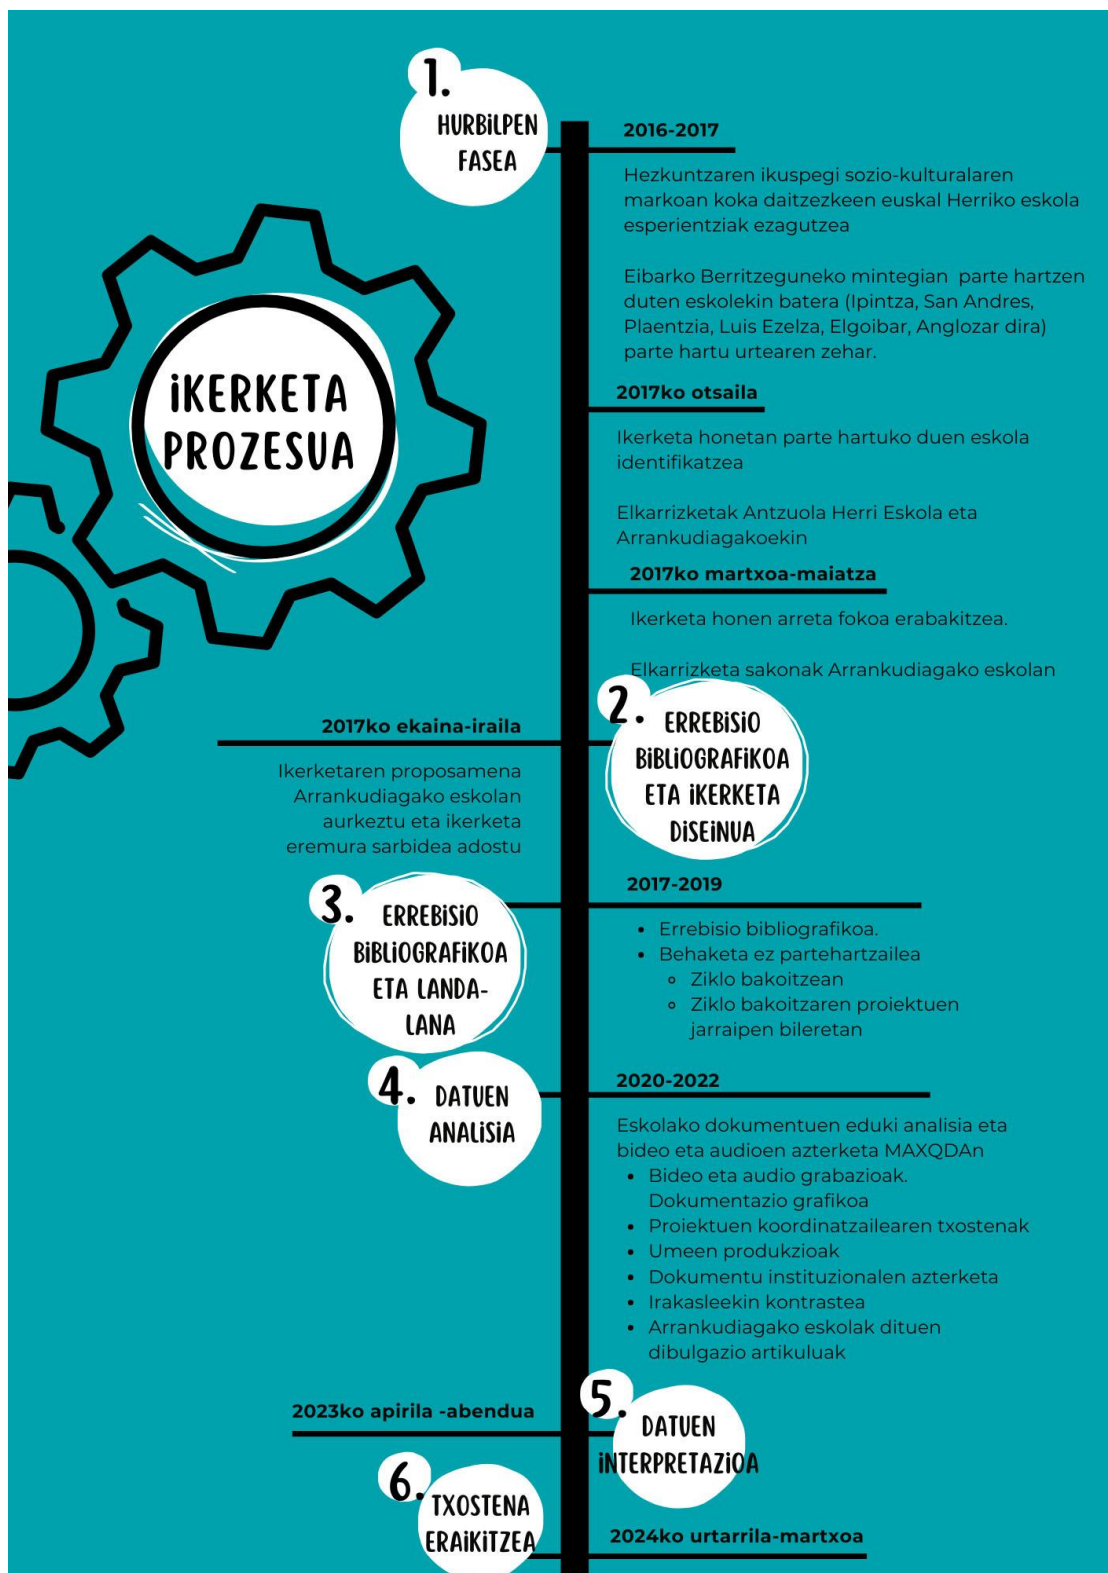 1.
HURBILPEN
FASEA
2016-2017
Hezkuntzaren ikuspegi sozio-kulturalaren
markoan koka daitzezkeen euskal Herriko eskola
esperientziak ezagutzea
Eibarko Berritzeguneko mintegian parte hartzen
duten eskolekin batera (Ipintza, San Andres,
Plaentzia, Luis Ezelza, Elgoibar, Anglozar dira)
parte hartu urtearen zehar.
IKERKETA
PROZESUA
2017ko otsaila
Ikerketa honetan parte hartuko duen eskola
identifikatzea
Elkarrizketak Antzuola Herri Eskola eta
Arrankudiagakoekin
2017ko martxoa-maiatza
Ikerketa honen arreta fokoa erabakitzea.
Elkarrizketa sakonak Arrankudiagako eskolan
2.
ERREBISIO
BIBLIOGRAFIKOA
ETA IKERKETA
DISEINUA
2017ko ekaina-iraila
Ikerketaren proposamena
Arrankudiagako eskolan
aurkeztu eta ikerketa
eremura sarbidea adostu
3.
ERREBISIO
BIBLIOGRAFIKOA
ETA LANDA-
LANA
2017-2019
• Errebisio bibliografikoa.
• Behaketa ez partehartzailea
◦ Ziklo bakoitzean
◦ Ziklo bakoitzaren proiektuen
jarraipen bileretan
4.
DATUEN
ANALISIA
2020-2022
Eskolako dokumentuen eduki analisia eta
bideo eta audioen azterketa MAXQDAn
• Bideo eta audio grabazioak.
Dokumentazio grafikoa
• Proiektuen koordinatzailearen txostenak
• Umeen produkzioak
• Dokumentu instituzionalen azterketa
• Irakasleekin kontrastea
• Arrankudiagako eskolak dituen
dibulgazio artikuluak
5.
DATUEN
INTERPRETAZIOA
2023ko apirila -abendua
6.
TXOSTENA
ERAIKITZEA
2024ko urtarrila-martxoa